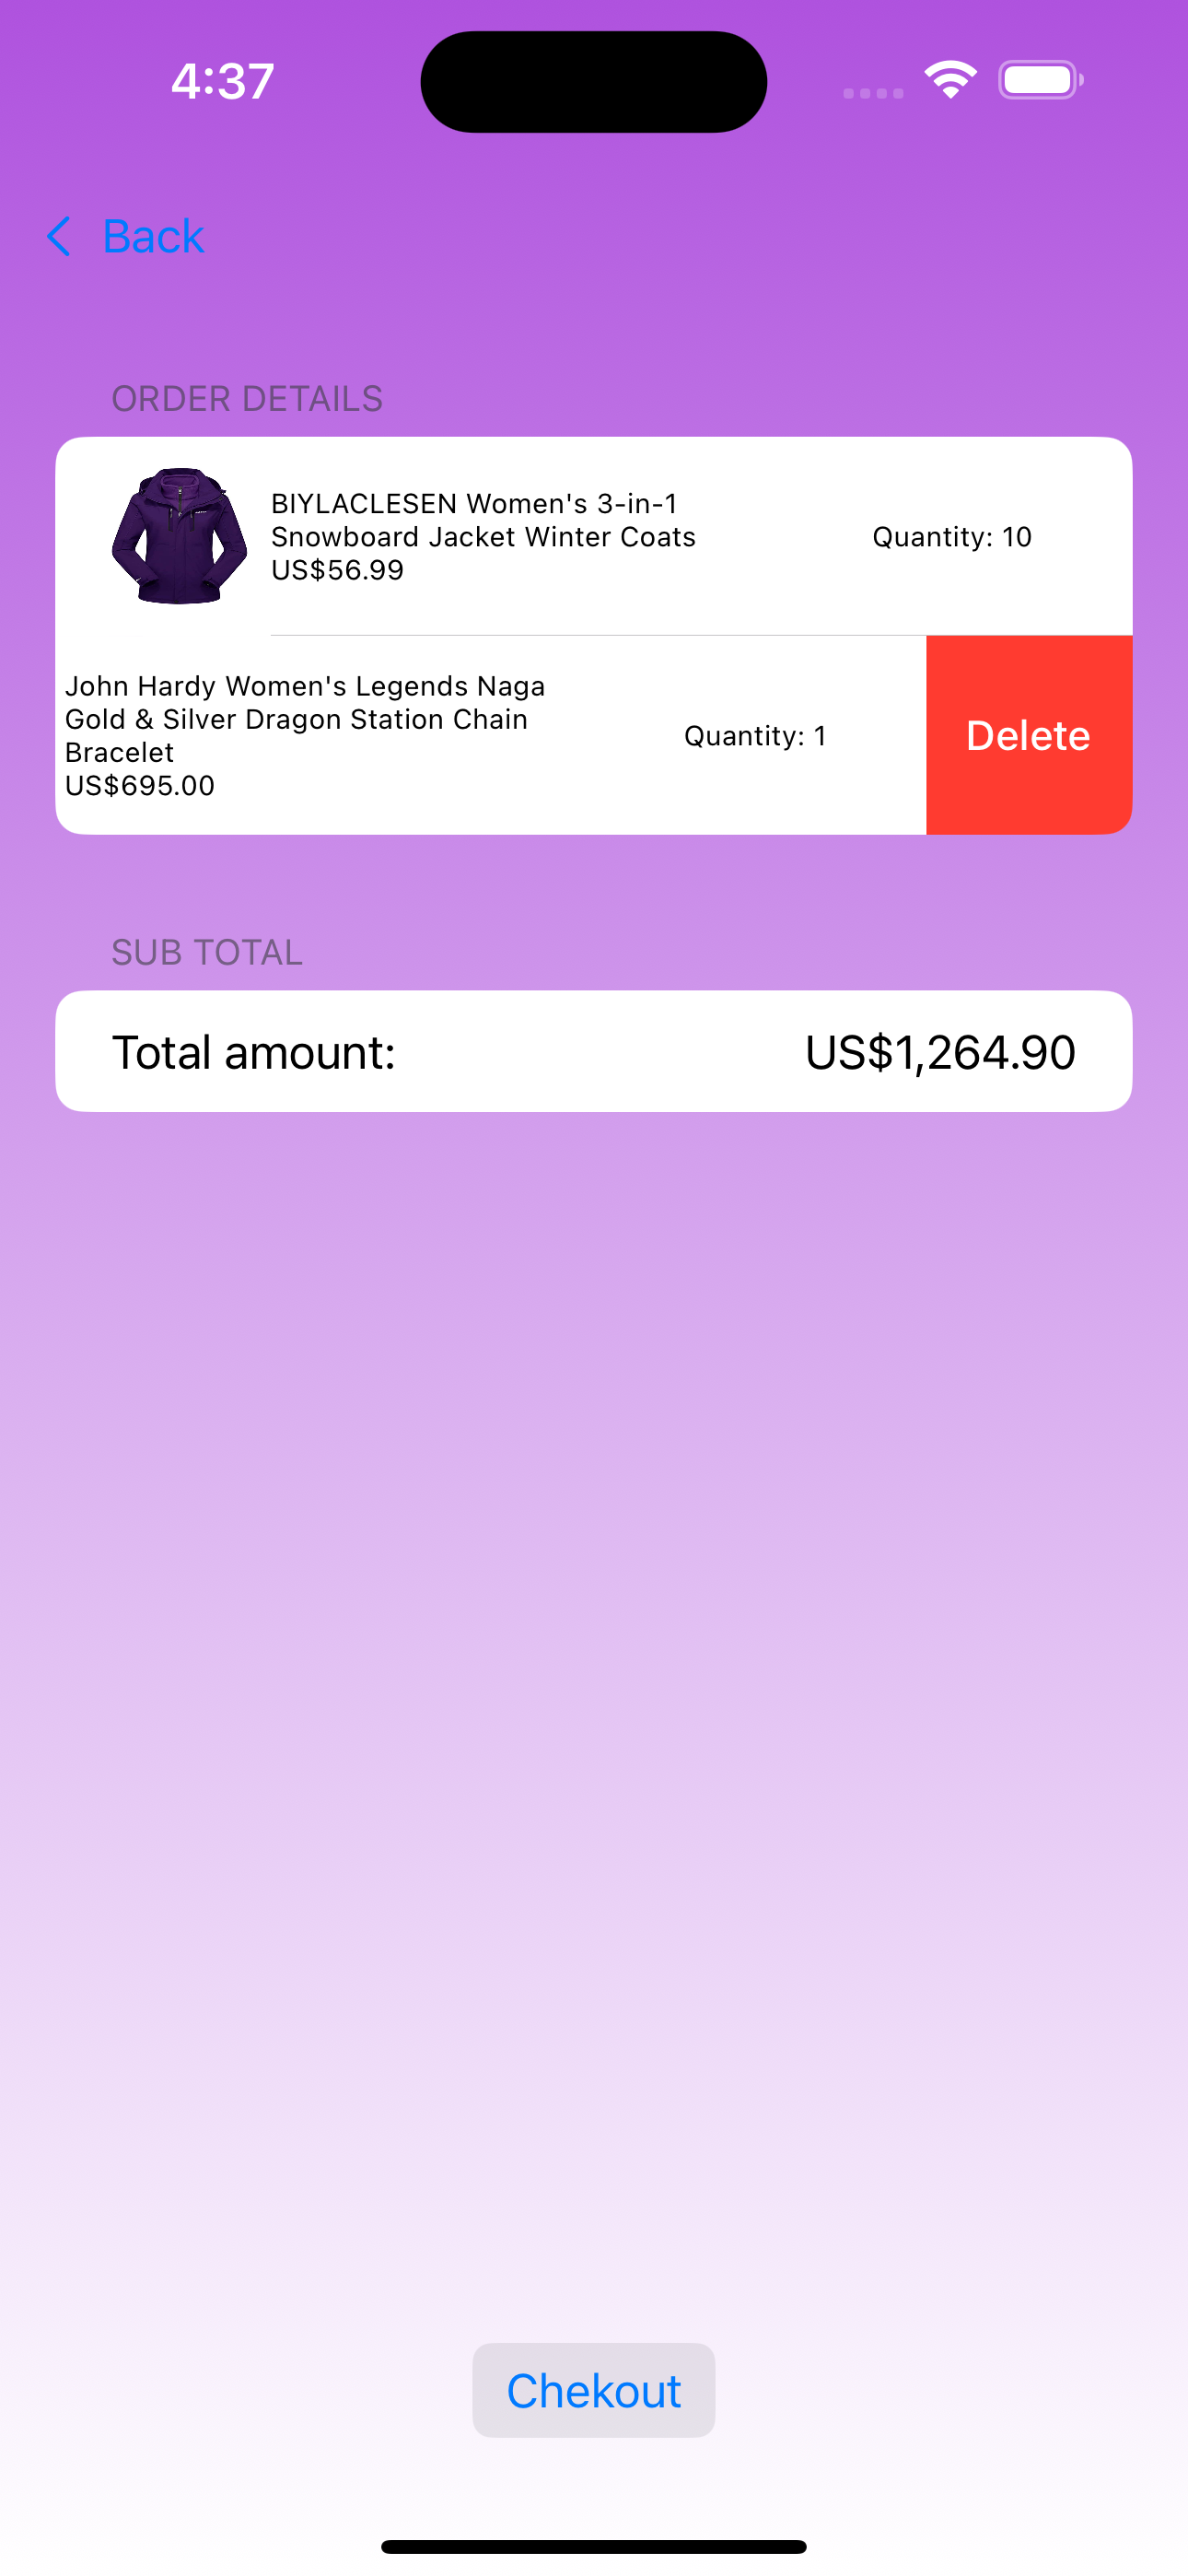 4:37
Back
ORDER DETAILS
BIYLACLESEN Women's 3-in-1
Snowboard Jacket Winter Coats
US$56.99
Quantity: 10
John Hardy Women's Legends Naga
Gold & Silver Dragon Station Chain
Bracelet
US$695.00
Quantity: 1
Delete
SUB TOTAL
Total amount: US$1,264.90
Chekout